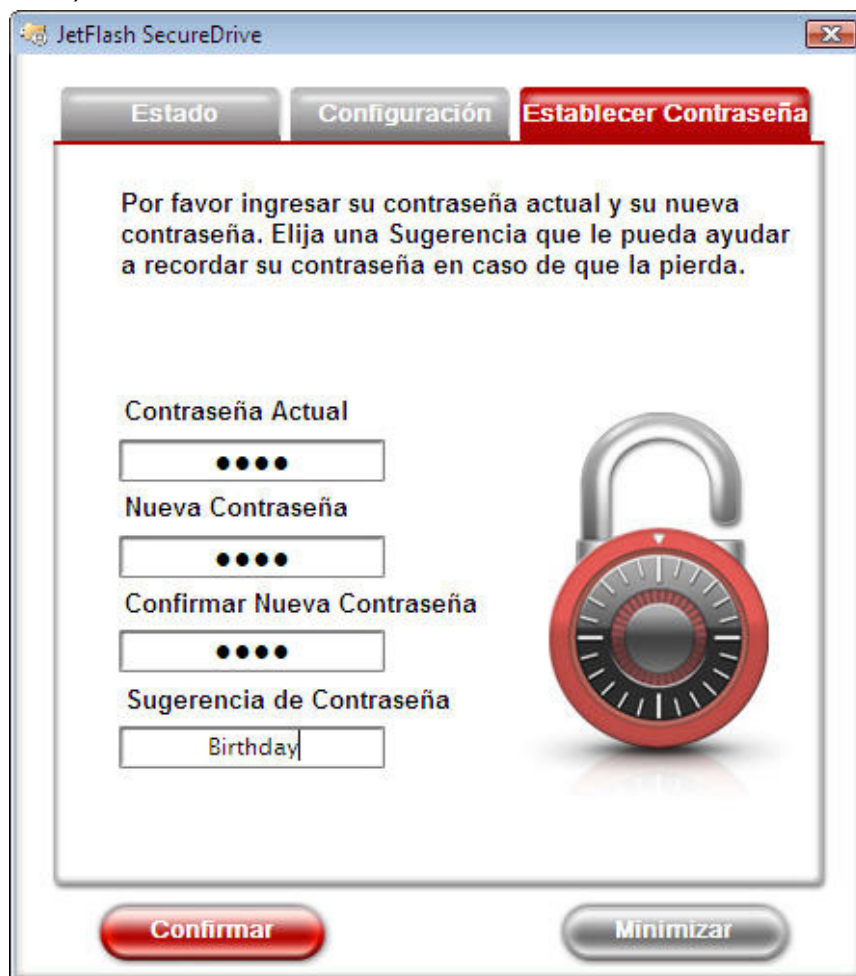 JetFlash SecureDrive
Estado Configuración Establecer Contraseña
Por favor ingresar su contraseña actual y su nueva
contraseña. Elija una Sugerencia que le pueda ayudar
a recordar su contraseña en caso de que la pierda.
Contraseña Actual
••••
Nueva Contraseña
••••
Confirmar Nueva Contraseña
••••
Sugerencia de Contraseña
Birthday
Confirmar Minimizar